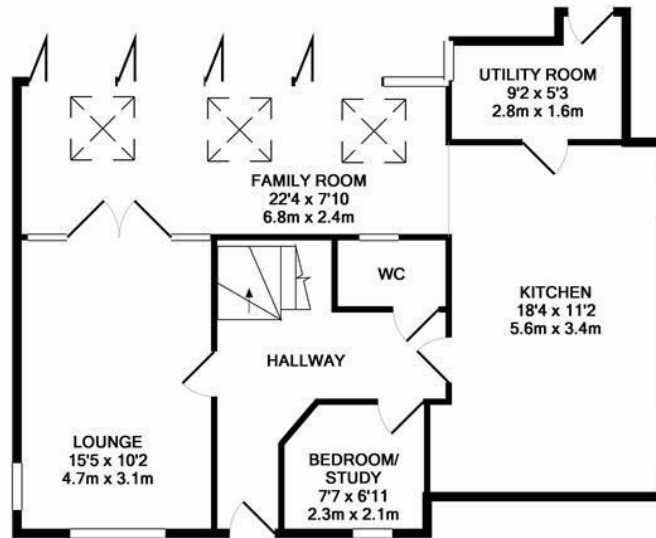 UTILITY ROOM
9'2 x 5'3
2.8m x 1.6m
FAMILY ROOM
22'4 x 7'10
6.8m x 2.4m
WC
KITCHEN
18'4 x 11'2
5.6m x 3.4m
HALLWAY
LOUNGE
15'5 x 10'2
4.7m x 3.1m
BEDROOM/
STUDY
7'7 x 6'11
2.3m x 2.1m